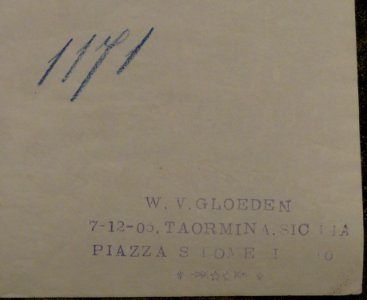 1171
W. V. GLOEDEN
7-12-05, TAORMINA, SICILIA
PIAZZA S.